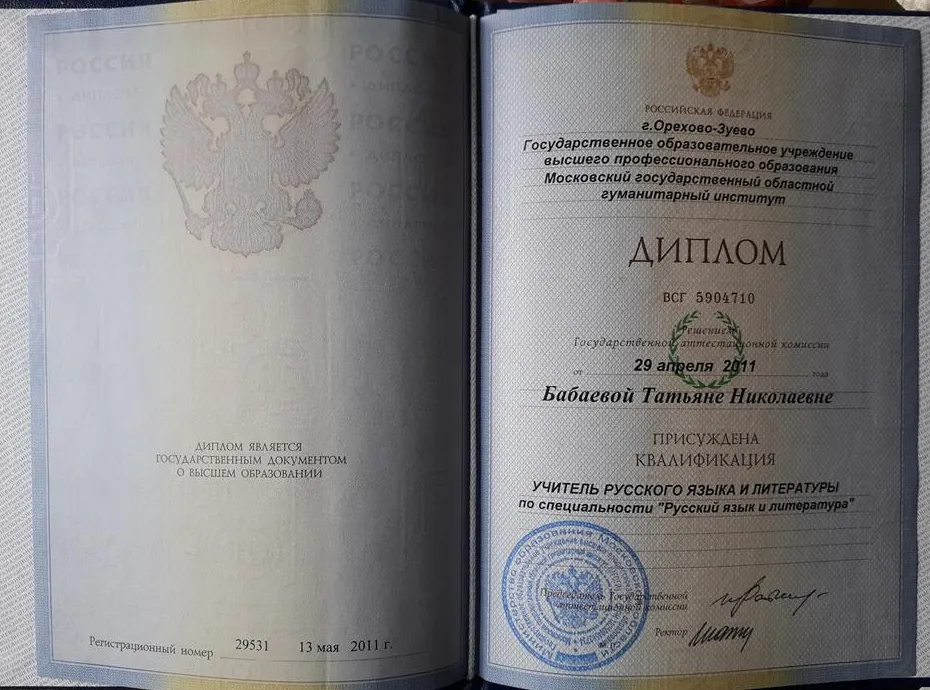 ДИПЛОМ ЯВЛЯЕТСЯ
ГОСУДАРСТВЕННЫМ ДОКУМЕНТОМ
О ВЫСШЕМ ОБРАЗОВАНИИ
Регистрационный номер 29531 13 мая 2011 г.
РОССИЙСКАЯ ФЕДЕРАЦИЯ
г.Орехово-Зуево
Государственное образовательное учреждение
высшего профессионального образования
Московский государственный областной
гуманитарный институт
ДИПЛОМ
ВСГ 5904710
Решением
Государственной аттестационной комиссии
от 29 апреля 2011 года
Бабаевой Татьяне Николаевне
ПРИСУЖДЕНА
КВАЛИФИКАЦИЯ
УЧИТЕЛЬ РУССКОГО ЯЗЫКА И ЛИТЕРАТУРЫ
по специальности "Русский язык и литература"
Председатель Государственной
аттестационной комиссии
Ректор